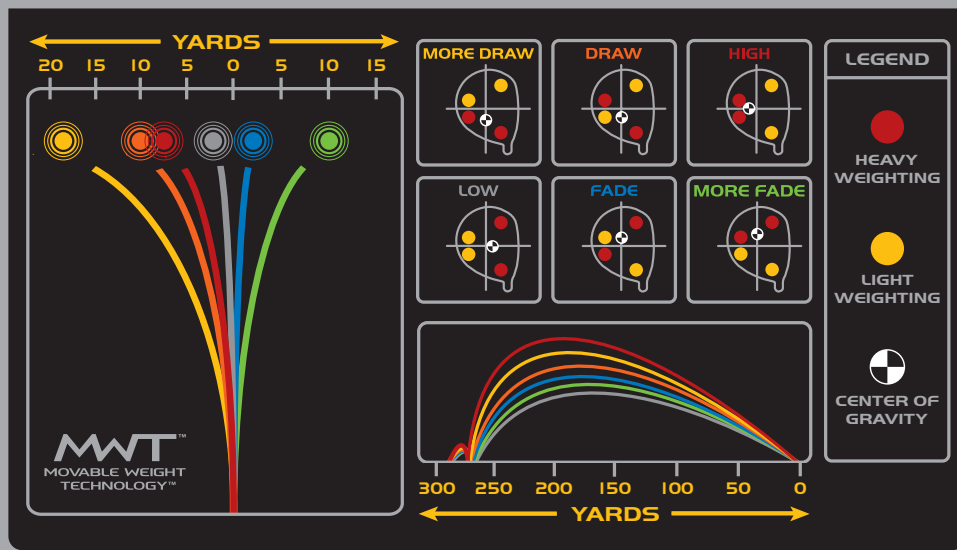 YARDS
20 15 10 5 0 5 10 15
MWT™
MOVABLE WEIGHT
TECHNOLOGY™
MORE DRAW
DRAW
HIGH
LOW
FADE
MORE FADE
300 250 200 150 100 50 0
YARDS
LEGEND
HEAVY
WEIGHTING
LIGHT
WEIGHTING
CENTER OF
GRAVITY